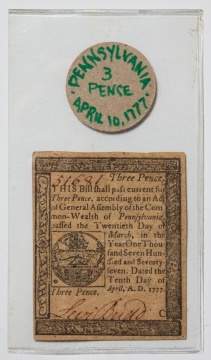 PENNSYLVANIA
3
PENCE
APRIL 10, 1777.
Three Pence.
THIS Bill shall pass current for
Three Pence, according to an Act
of General Assembly of the Com
mon-Wealth of Pennsylvania,
passed the Twentieth Day of
March, in the
Year One Thou
sand Seven Hun
dred and Seventy-
seven. Dated the
Tenth Day of
Three Pence. April, A. D. 1777.